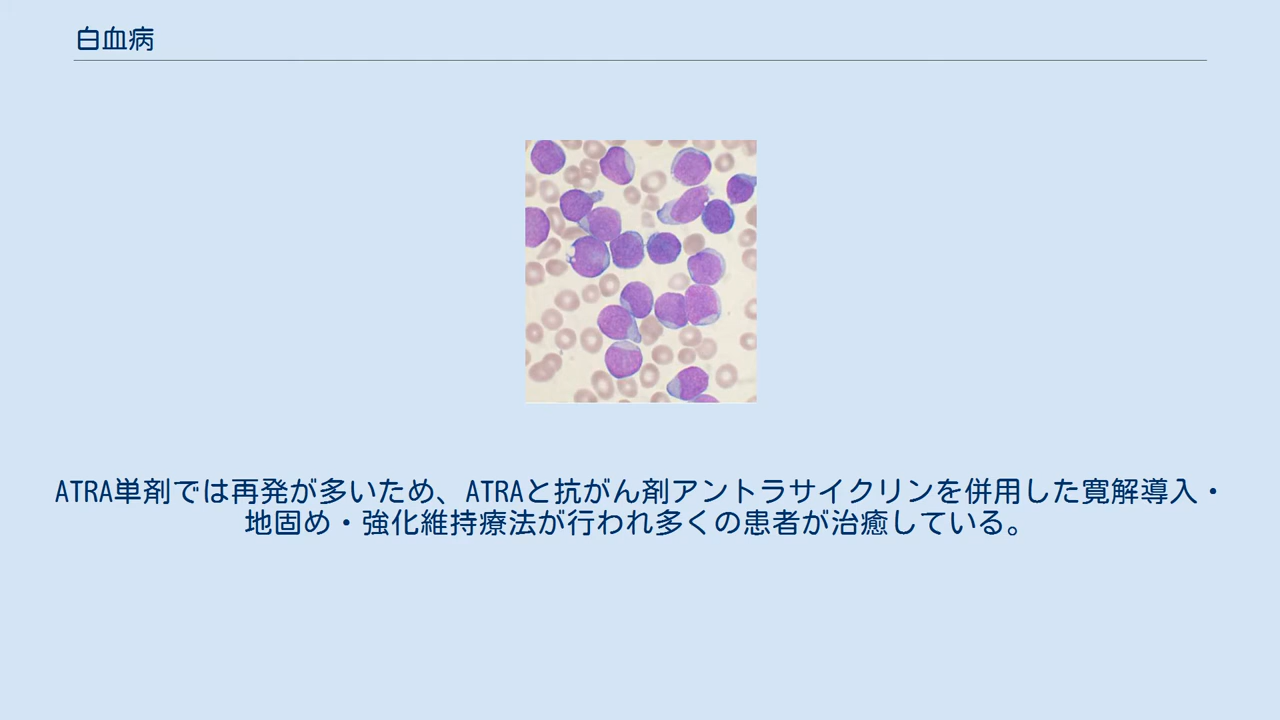 白血病
ATRA単剤では再発が多いため、ATRAと抗がん剤アントラサイクリンを併用した寛解導入・
地固め・強化維持療法が行われ多くの患者が治癒している。